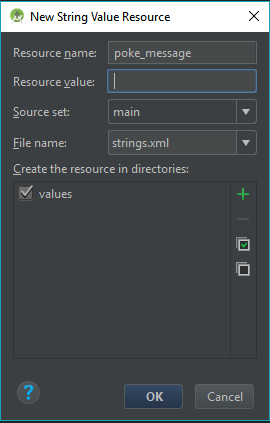 New String Value Resource
Resource name: poke_message
Resource value:
Source set: main
File name: strings.xml
Create the resource in directories:
values
?
OK Cancel